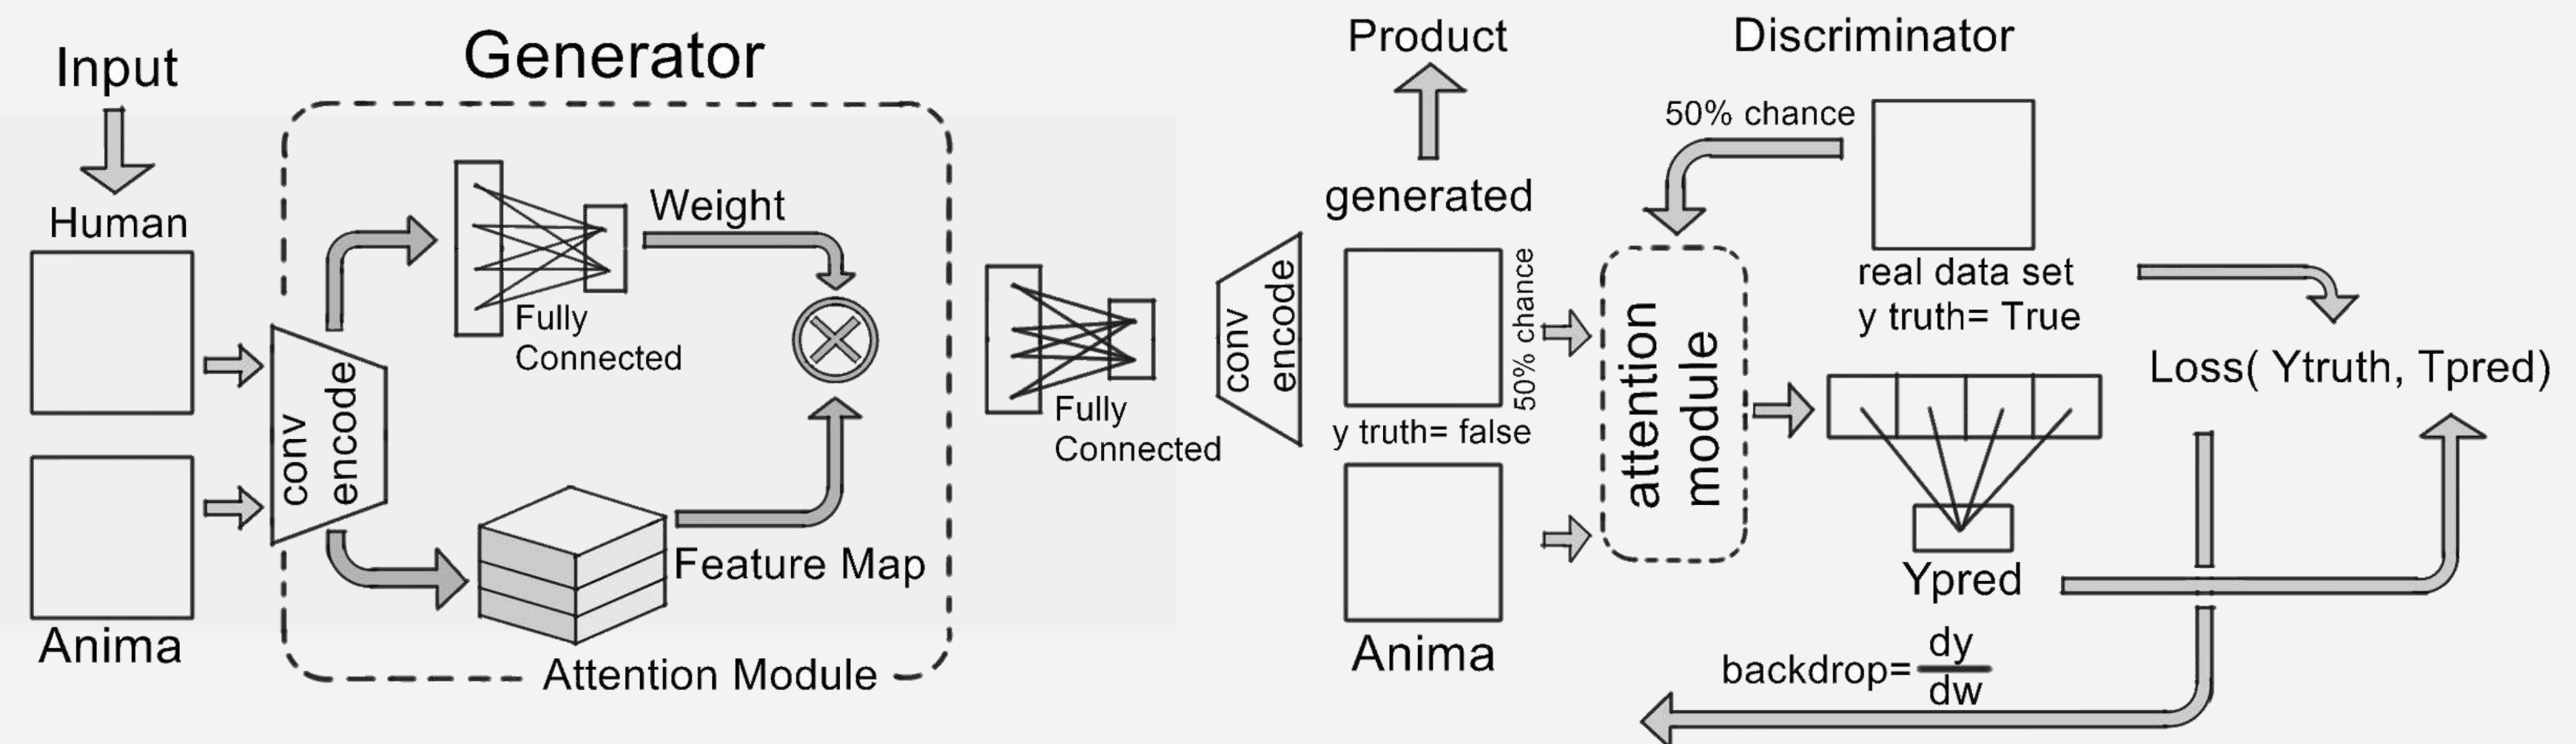 Input
Human
Anima
Generator
conv
encode
Fully
Connected
Weight
Feature Map
Attention Module
Fully
Connected
conv
encode
Product
generated
50% chance
y truth= false
Anima
Discriminator
50% chance
real data set
y truth= True
attention
module
Ypred
Loss( Ytruth, Tpred)
backdrop=
dy
dw